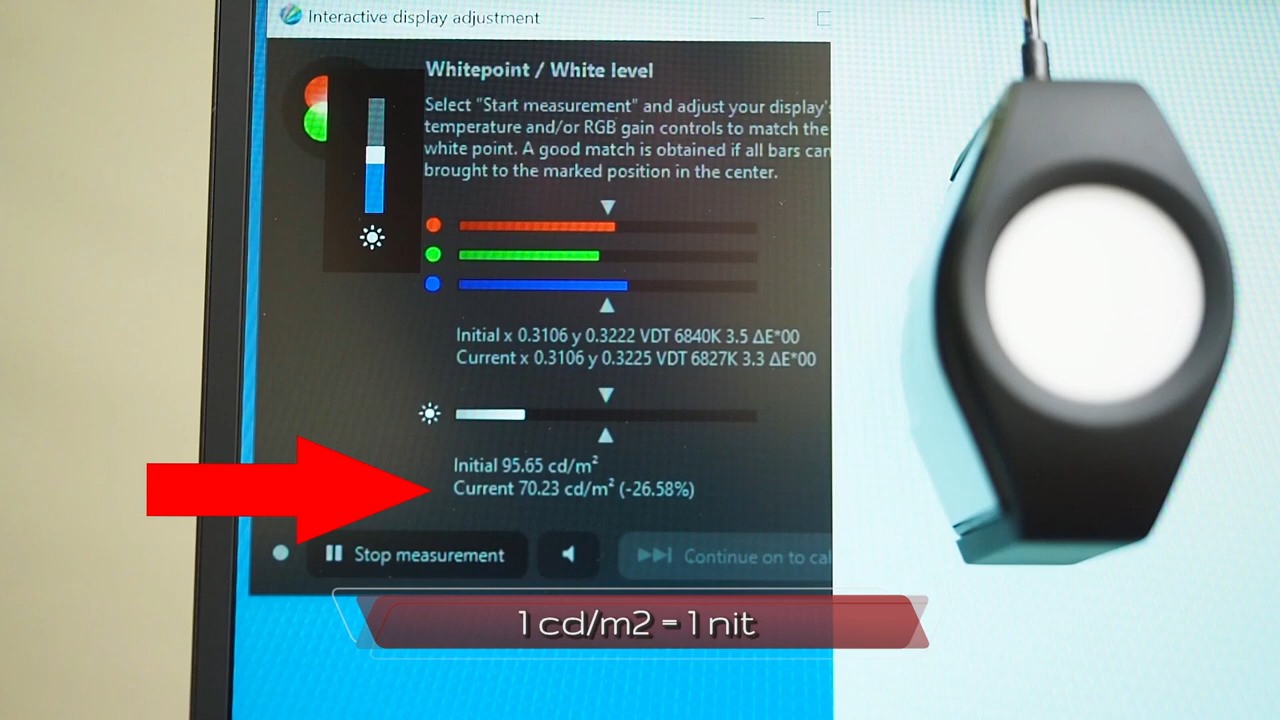 Interactive display adjustment
Whitepoint / White level
Select "Start measurement" and adjust your display's
temperature and/or RGB gain controls to match the
white point. A good match is obtained if all bars can
brought to the marked position in the center.
Initial x 0.3106 y 0.3222 VDT 6840K 3.5 ΔE*00
Current x 0.3106 y 0.3225 VDT 6827K 3.3 ΔE*00
Initial 95.65 cd/m²
Current 70.23 cd/m² (-26.58%)
Stop measurement
Continue on to cal
1 cd/m2 = 1 nit